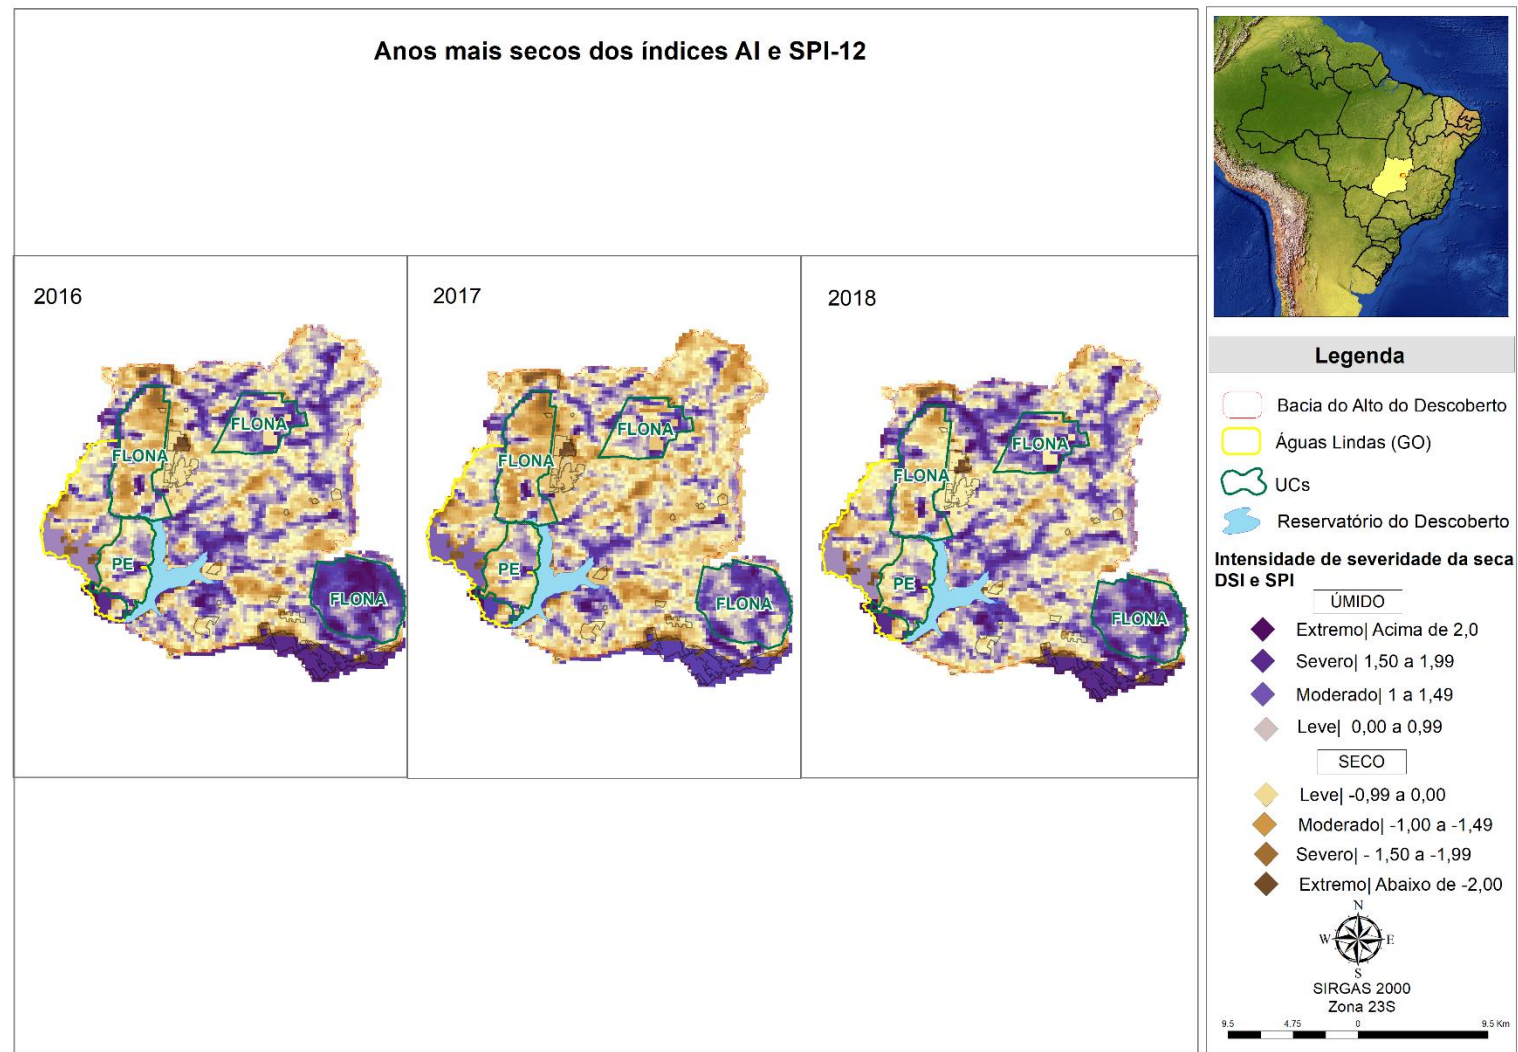 Anos mais secos dos índices AI e SPI-12
2016
FLONA
FLONA
PE
FLONA
2017
FLONA
FLONA
PE
FLONA
2018
FLONA
FLONA
PE
FLONA
Legenda
Bacia do Alto do Descoberto
Águas Lindas (GO)
UCs
Reservatório do Descoberto
Intensidade de severidade da seca
DSI e SPI
ÚMIDO
Extremo| Acima de 2,0
Severo| 1,50 a 1,99
Moderado| 1 a 1,49
Leve| 0,00 a 0,99
SECO
Leve| -0,99 a 0,00
Moderado| -1,00 a -1,49
Severo| - 1,50 a -1,99
Extremo| Abaixo de -2,00
N
W E
S
SIRGAS 2000
Zona 23S
9.5 4.75 0 9.5 Km